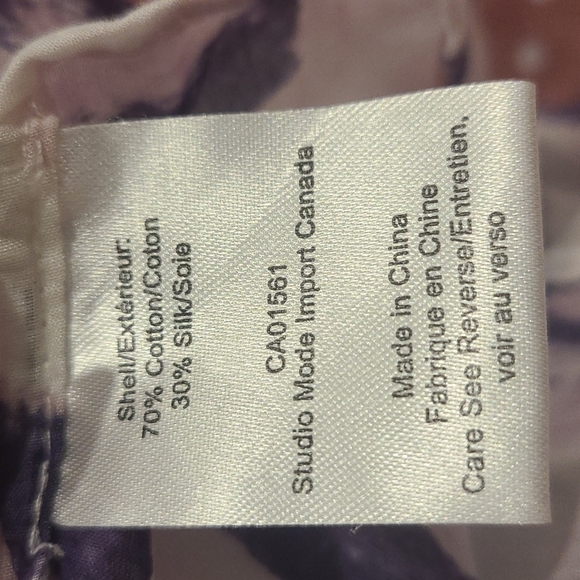 Shell/Extérieur:
70% Cotton/Coton
30% Silk/Soie
CA01561
Studio Mode Import Canada
Made in China
Fabrique en Chine
Care See Reverse/Entretien,
voir au verso